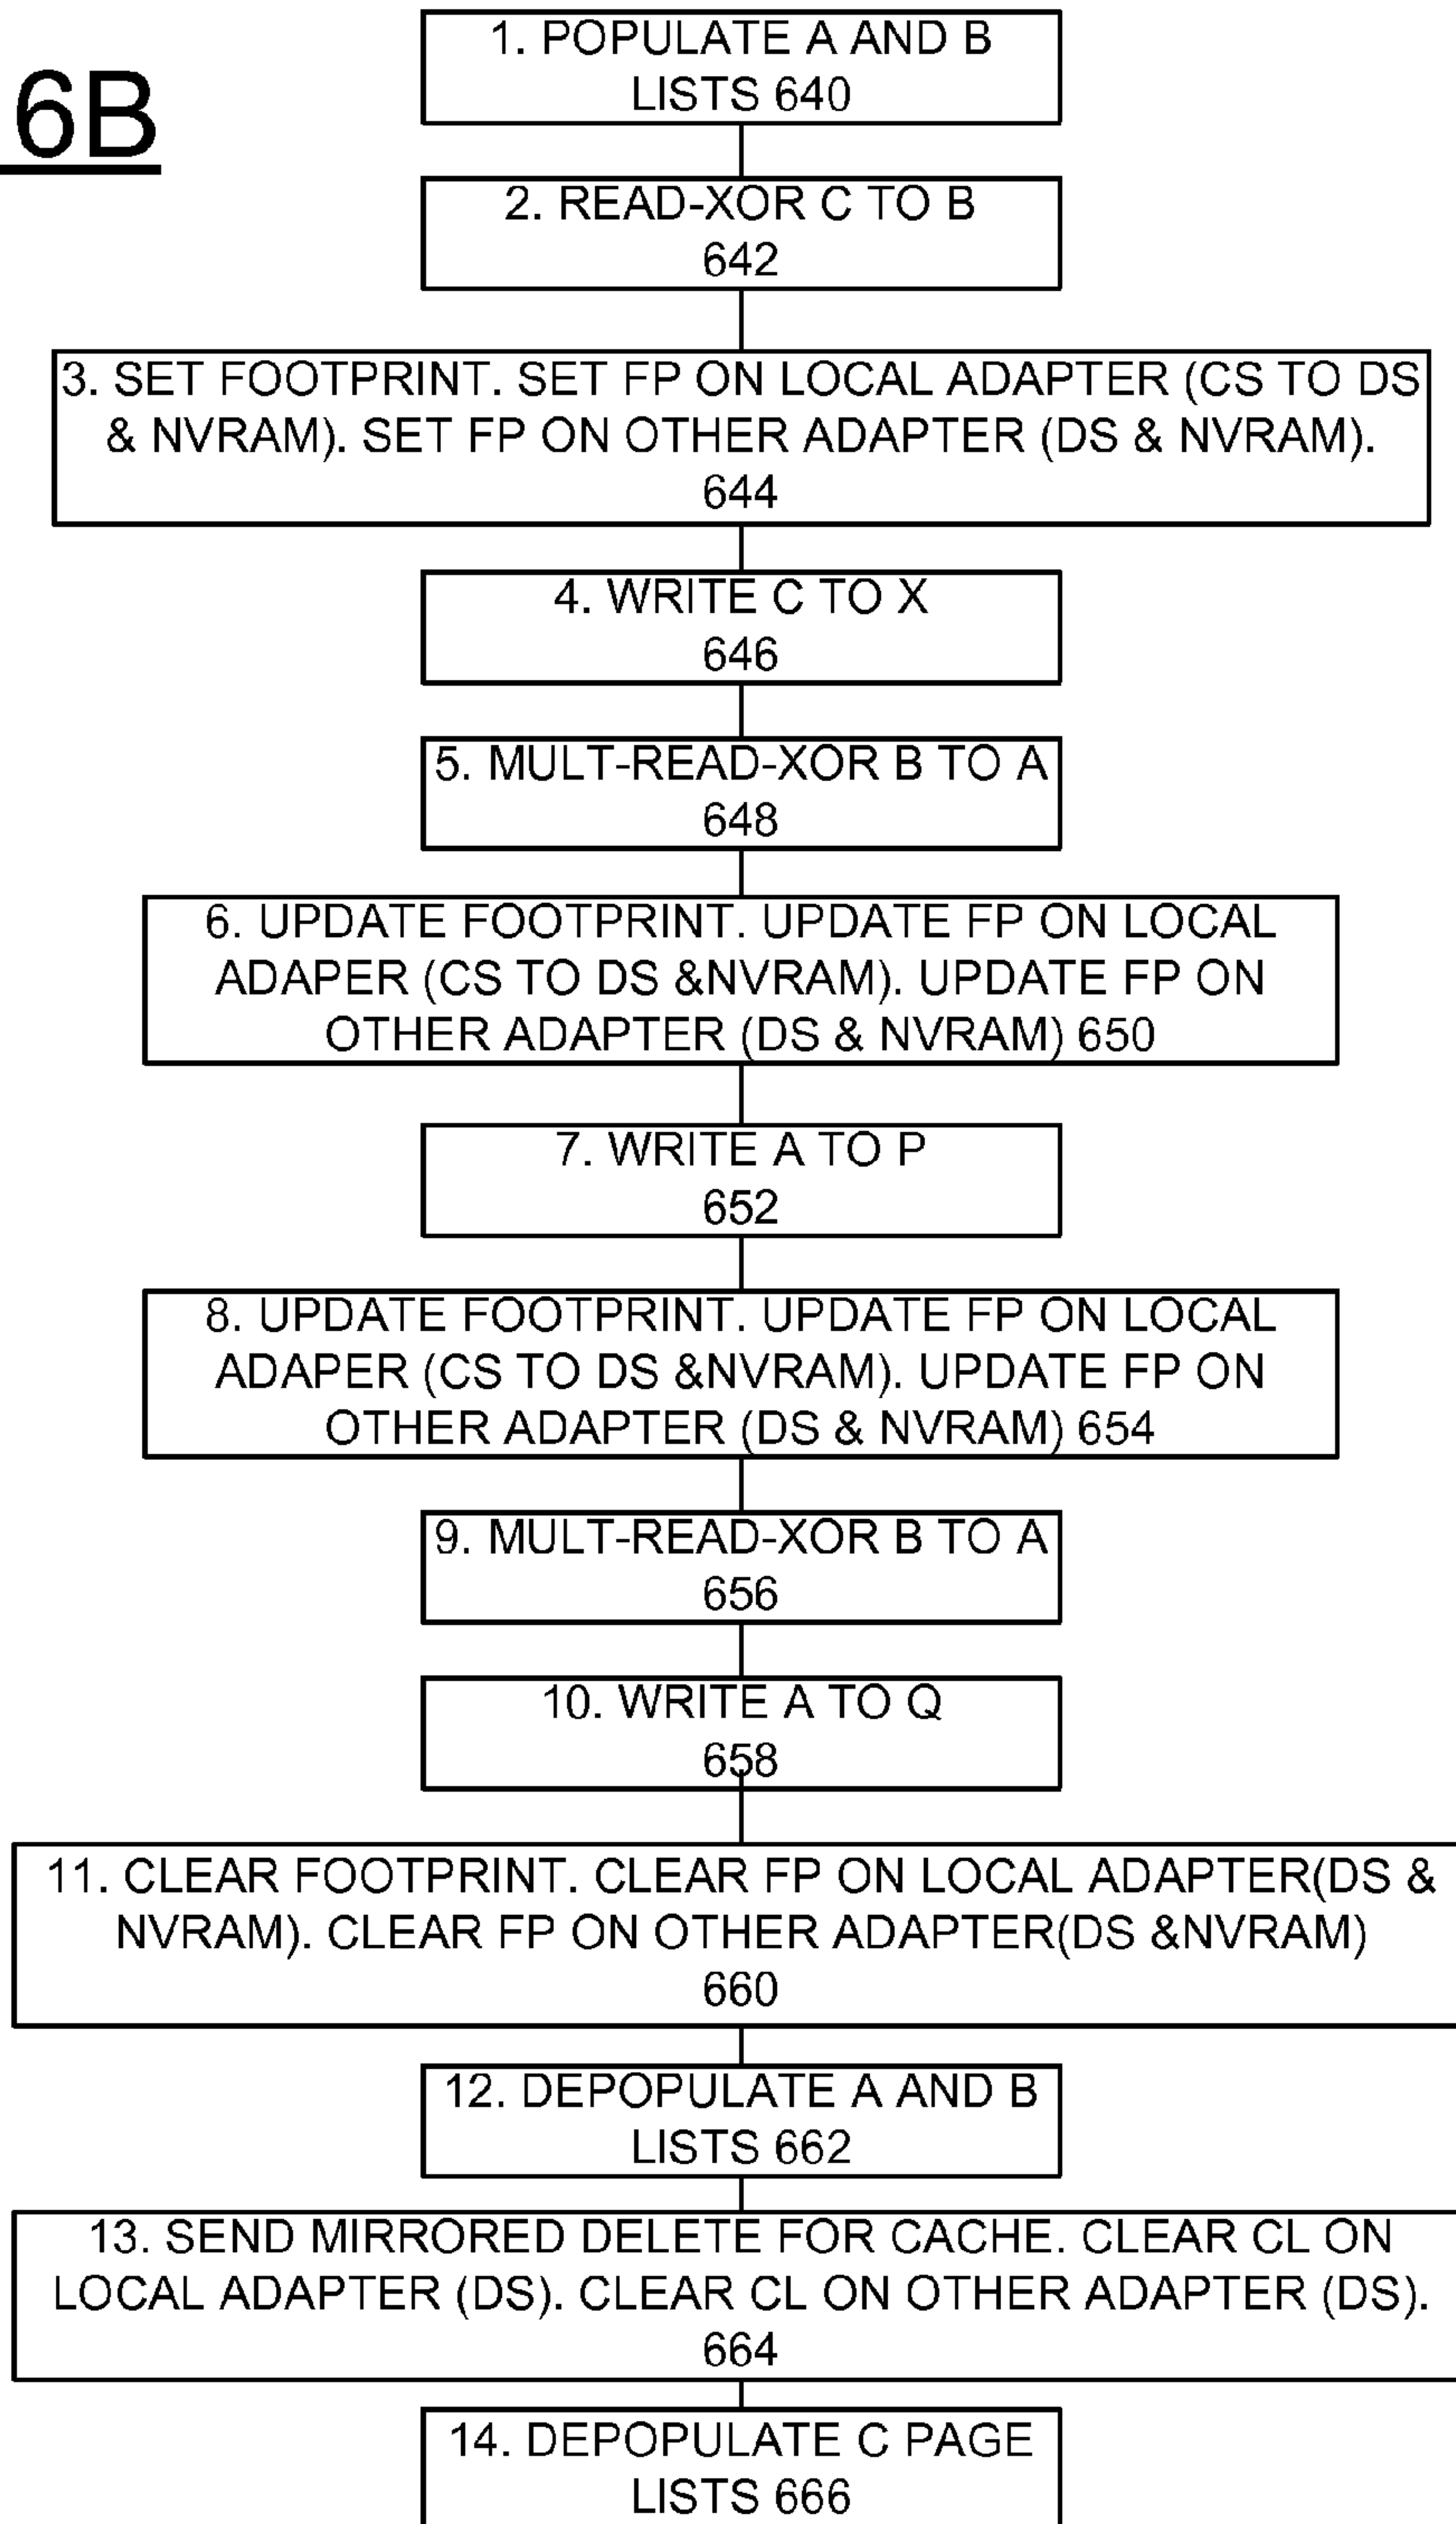 6B
1. POPULATE A AND B
LISTS 640
2. READ-XOR C TO B
642
3. SET FOOTPRINT. SET FP ON LOCAL ADAPTER (CS TO DS
& NVRAM). SET FP ON OTHER ADAPTER (DS & NVRAM).
644
4. WRITE C TO X
646
5. MULT-READ-XOR B TO A
648
6. UPDATE FOOTPRINT. UPDATE FP ON LOCAL
ADAPER (CS TO DS &NVRAM). UPDATE FP ON
OTHER ADAPTER (DS & NVRAM) 650
7. WRITE A TO P
652
8. UPDATE FOOTPRINT. UPDATE FP ON LOCAL
ADAPER (CS TO DS &NVRAM). UPDATE FP ON
OTHER ADAPTER (DS & NVRAM) 654
9. MULT-READ-XOR B TO A
656
10. WRITE A TO Q
658
11. CLEAR FOOTPRINT. CLEAR FP ON LOCAL ADAPTER(DS &
NVRAM). CLEAR FP ON OTHER ADAPTER(DS &NVRAM)
660
12. DEPOPULATE A AND B
LISTS 662
13. SEND MIRRORED DELETE FOR CACHE. CLEAR CL ON
LOCAL ADAPTER (DS). CLEAR CL ON OTHER ADAPTER (DS).
664
14. DEPOPULATE C PAGE
LISTS 666